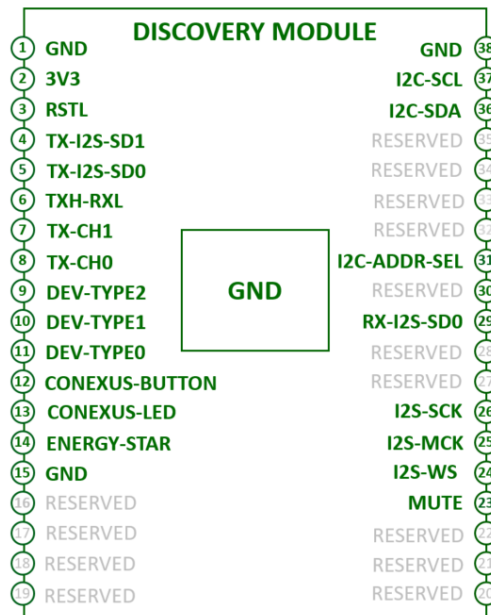 DISCOVERY MODULE
1 GND
2 3V3
3 RSTL
4 TX-I2S-SD1
5 TX-I2S-SD0
6 TXH-RXL
7 TX-CH1
8 TX-CH0
9 DEV-TYPE2
10 DEV-TYPE1
11 DEV-TYPE0
12 CONEXUS-BUTTON
13 CONEXUS-LED
14 ENERGY-STAR
15 GND
16 RESERVED
17 RESERVED
18 RESERVED
19 RESERVED
GND
GND 38
I2C-SCL 37
I2C-SDA 36
RESERVED 35
RESERVED 34
RESERVED 33
RESERVED 32
I2C-ADDR-SEL 31
RESERVED 30
RX-I2S-SD0 29
RESERVED 28
RESERVED 27
I2S-SCK 26
I2S-MCK 25
I2S-WS 24
MUTE 23
RESERVED 22
RESERVED 21
RESERVED 20